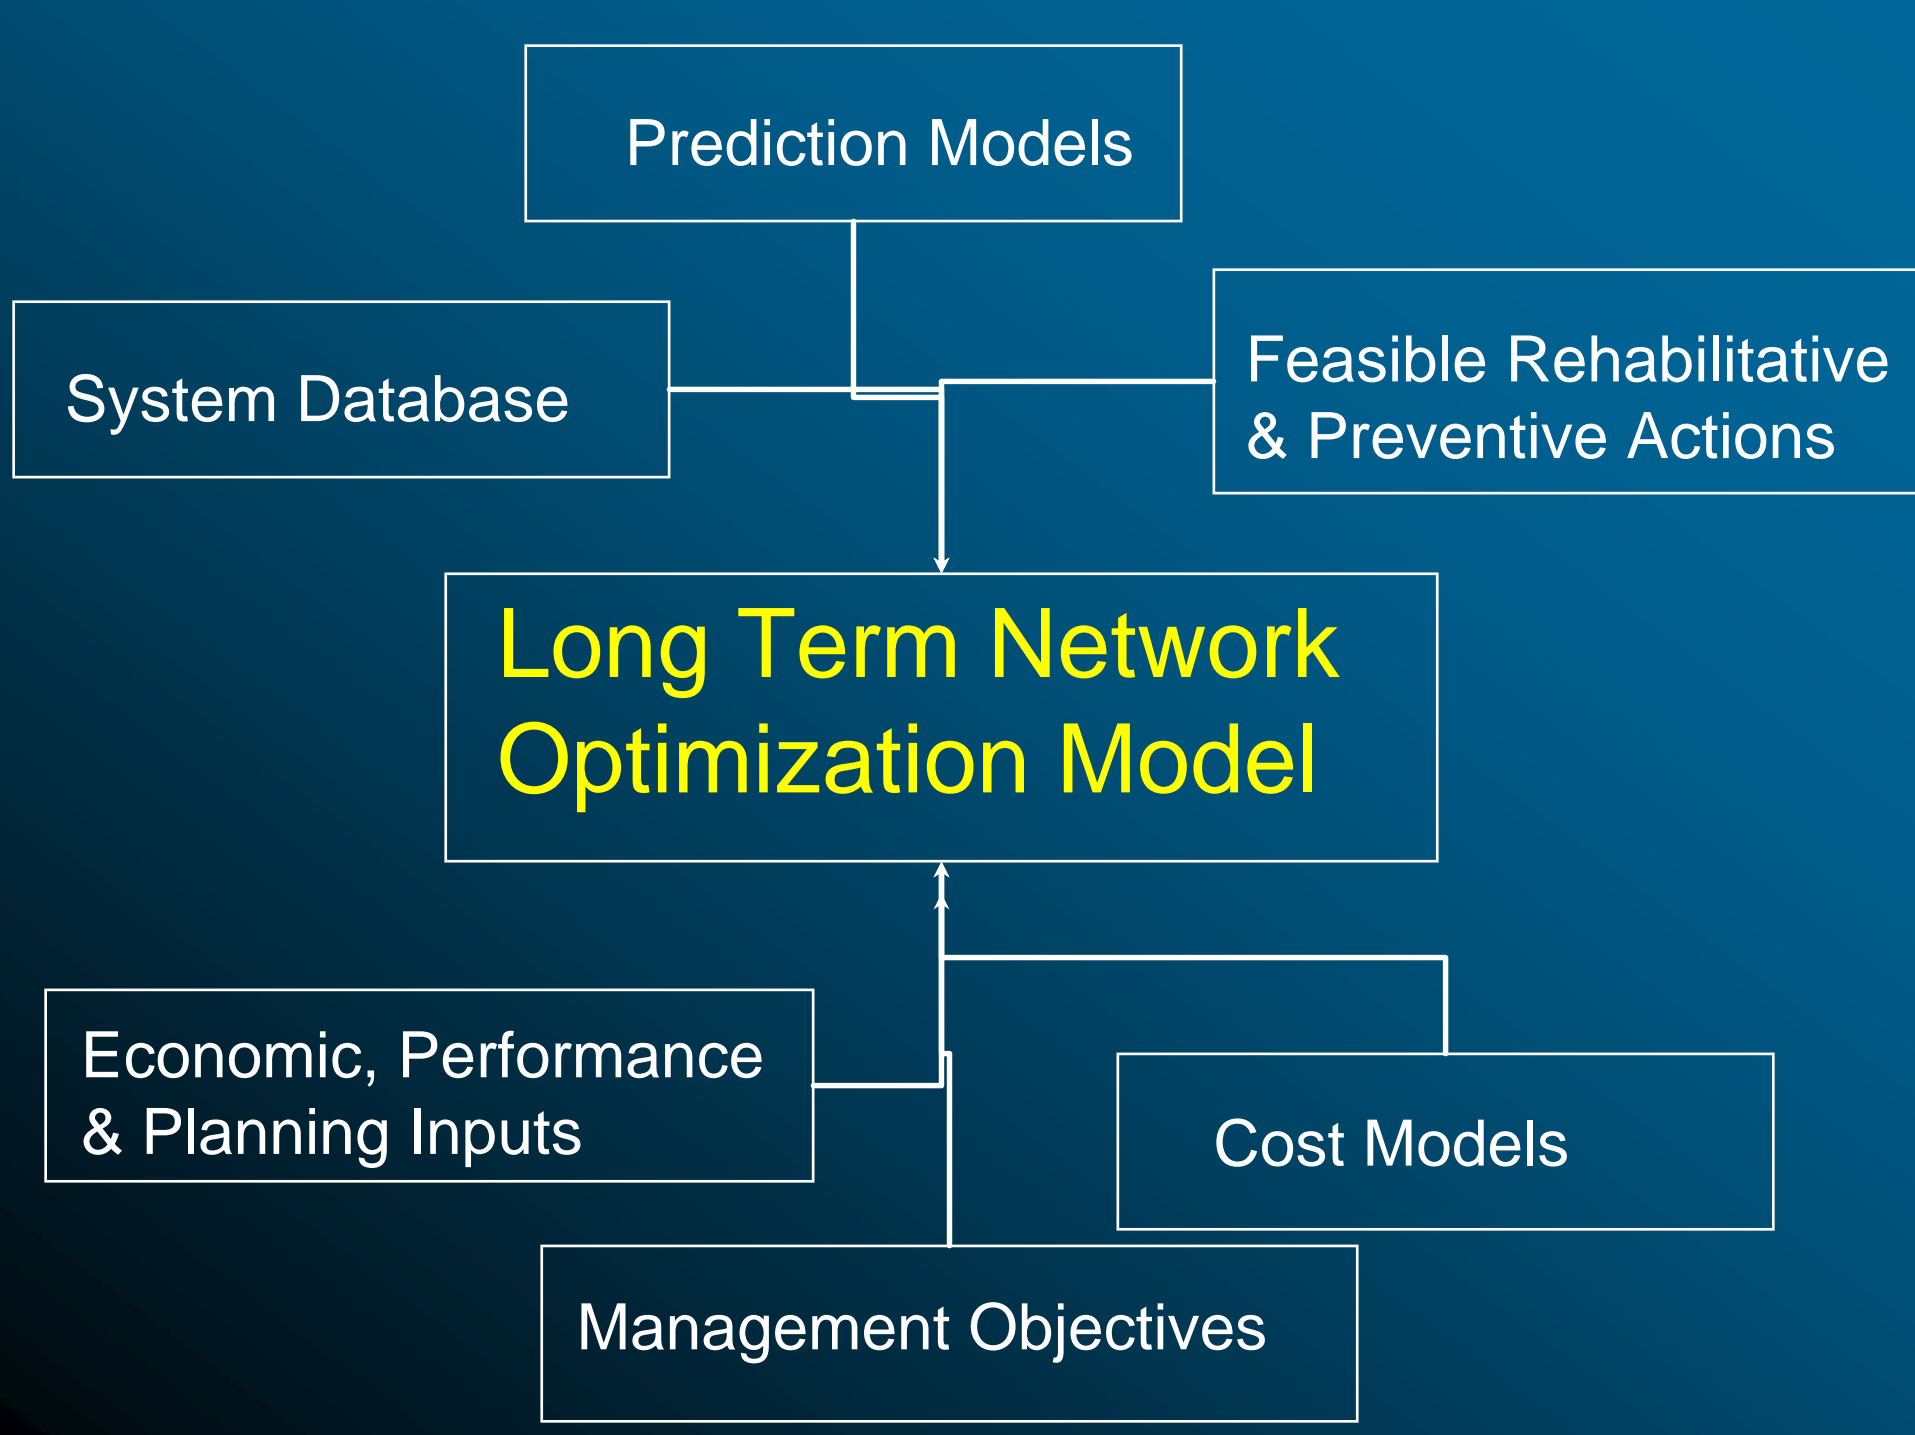 Prediction Models
System Database
Feasible Rehabilitative
& Preventive Actions
Long Term Network
Optimization Model
Economic, Performance
& Planning Inputs
Cost Models
Management Objectives